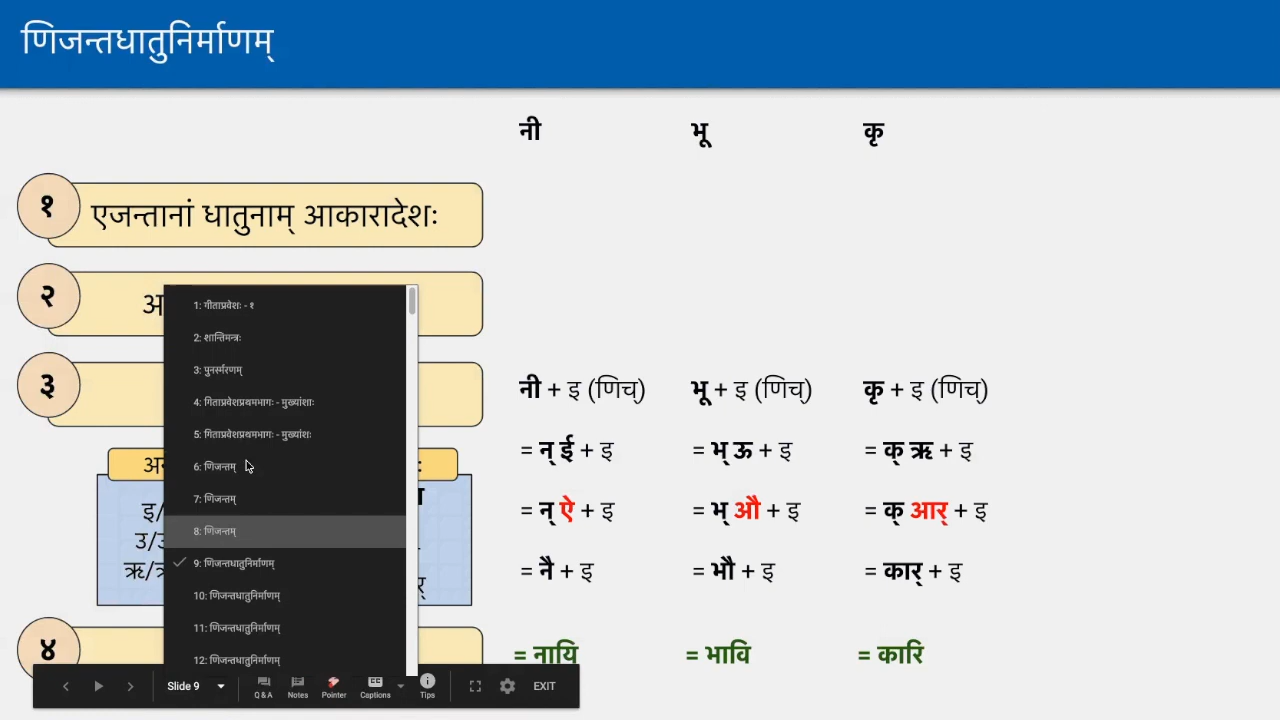 णिजन्तधातुनिर्माणम्
नी भू कृ
१ एजन्तानां धातुनाम् आकारादेशः
२
३
नी + इ (णिच्) भू + इ (णिच्) कृ + इ (णिच्)
= न् ई + इ = भ् ऊ + इ = क् ऋ + इ
= न् ऐ + इ = भ् औ + इ = क् आर् + इ
= नै + इ = भौ + इ = कार् + इ
४
= नायि = भावि = कारि
1: गीताप्रवेशः - १
2: शान्तिमन्त्रः
3: पुनर्स्मरणम्
4: गिताप्रवेशप्रथमभागः - मुख्यांशाः
5: गिताप्रवेशप्रथमभागः - मुख्यांशः
6: णिजन्तम्
7: णिजन्तम्
8: णिजन्तम्
9: णिजन्तधातुनिर्माणम्
10: णिजन्तधातुनिर्माणम्
11: णिजन्तधातुनिर्माणम्
12: णिजन्तधातुनिर्माणम्
Slide 9 Q & A Notes Pointer Captions Tips EXIT